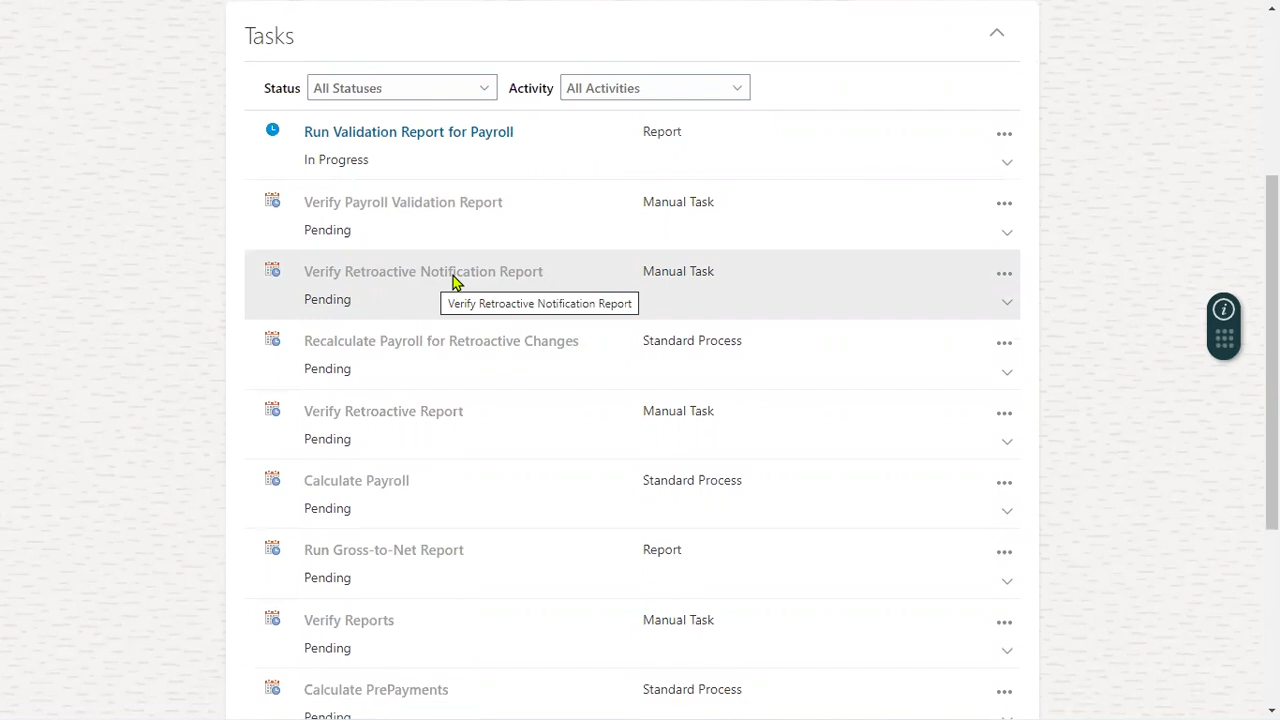 Tasks
Status All Statuses Activity All Activities
Run Validation Report for Payroll Report ...
In Progress
Verify Payroll Validation Report Manual Task ...
Pending
Verify Retroactive Notification Report Manual Task ...
Pending
Verify Retroactive Notification Report
Recalculate Payroll for Retroactive Changes Standard Process ...
Pending
Verify Retroactive Report Manual Task ...
Pending
Calculate Payroll Standard Process ...
Pending
Run Gross-to-Net Report Report ...
Pending
Verify Reports Manual Task ...
Pending
Calculate PrePayments Standard Process ...
Pending
i